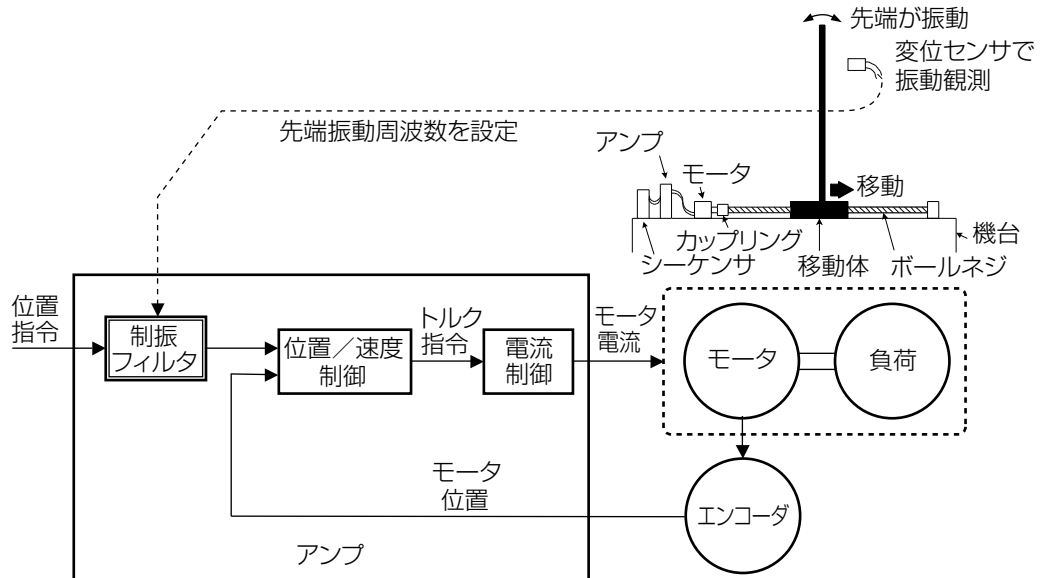 先端が振動
変位センサで
振動観測
先端振動周波数を設定
アンプ
モータ
移動
カップリング
機台
シーケンサ
移動体
ボールネジ
位置
指令
制振
フィルタ
位置／速度
制御
トルク
指令
電流
制御
モータ
電流
モータ
負荷
モータ
位置
エンコーダ
アンプ